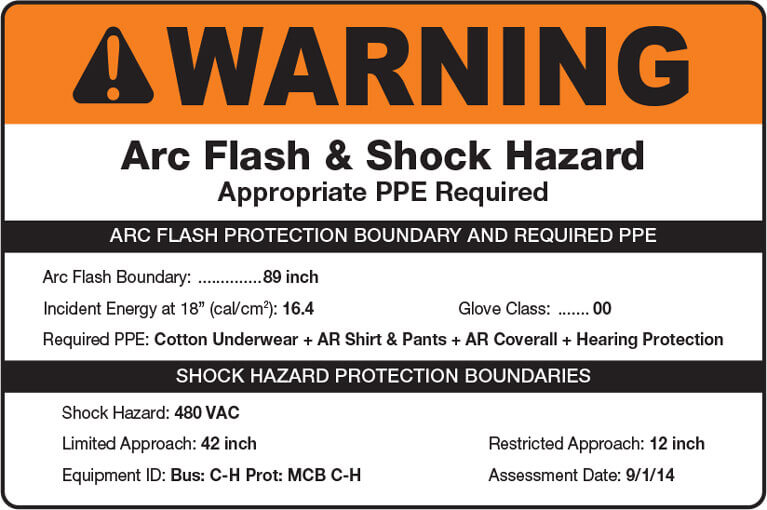 WARNING
Arc Flash & Shock Hazard
Appropriate PPE Required
ARC FLASH PROTECTION BOUNDARY AND REQUIRED PPE
Arc Flash Boundary: ..............89 inch
Incident Energy at 18” (cal/cm²): 16.4 Glove Class: ....... 00
Required PPE: Cotton Underwear + AR Shirt & Pants + AR Coverall + Hearing Protection
SHOCK HAZARD PROTECTION BOUNDARIES
Shock Hazard: 480 VAC
Limited Approach: 42 inch Restricted Approach: 12 inch
Equipment ID: Bus: C-H Prot: MCB C-H Assessment Date: 9/1/14